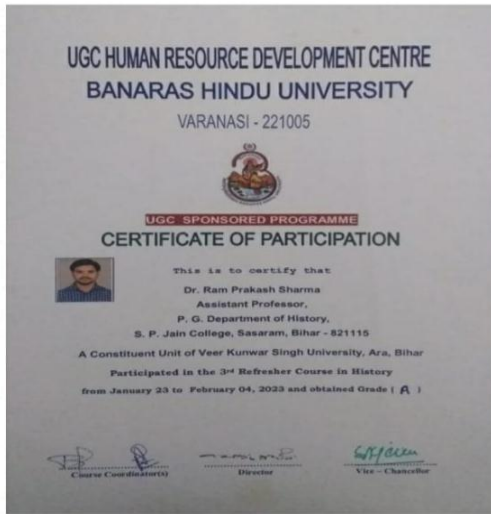 UGC HUMAN RESOURCE DEVELOPMENT CENTRE
BANARAS HINDU UNIVERSITY
VARANASI - 221005
UGC SPONSORED PROGRAMME
CERTIFICATE OF PARTICIPATION
This is to certify that
Dr. Ram Prakash Sharma
Assistant Professor,
P. G. Department of History,
S. P. Jain College, Sasaram, Bihar - 821115
A Constituent Unit of Veer Kunwar Singh University, Ara, Bihar
Participated in the 3rd Refresher Course in History
from January 23 to February 04, 2023 and obtained Grade ( A )
Course Coordinator(s)
Director
Vice - Chancellor